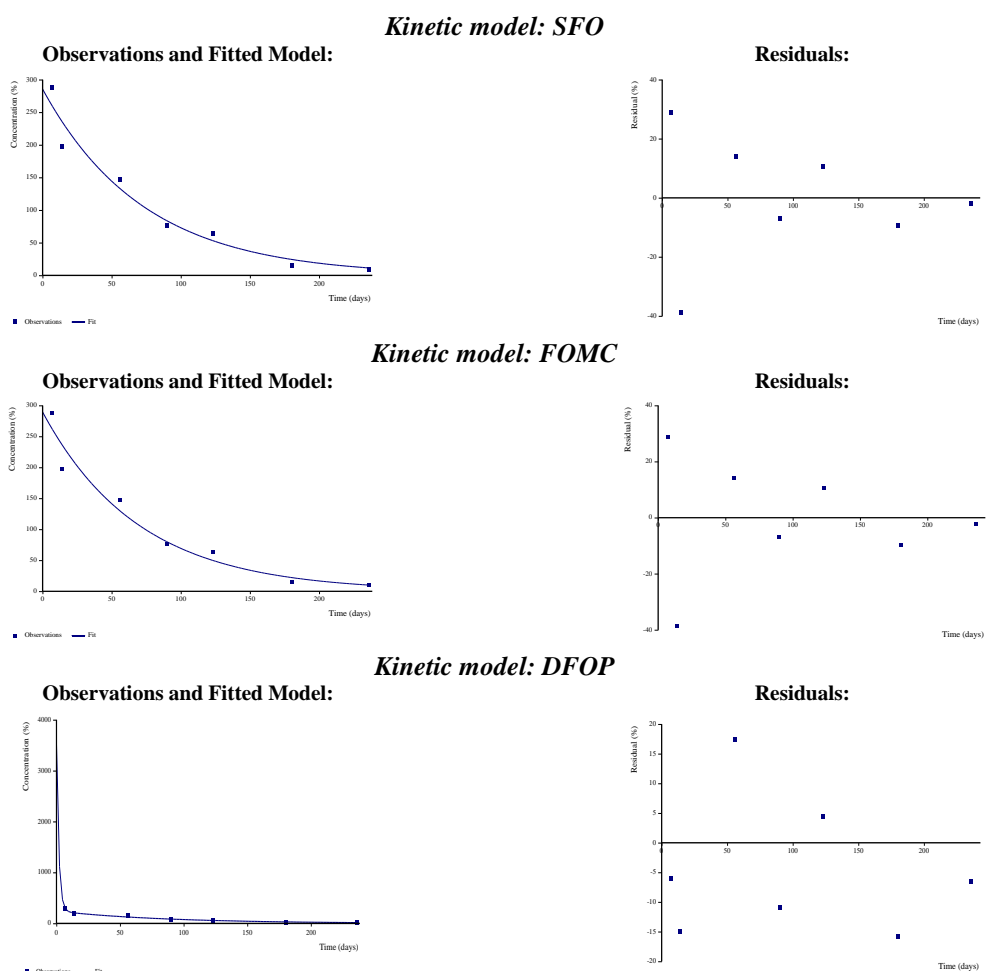 Kinetic model: SFO
Observations and Fitted Model:
Residuals:
Concentration (%)
300
250
200
150
100
50
0
0 50 100 150 200
Time (days)
Observations Fit
Residual (%)
40
20
0
-20
-40
0 50 100 150 200
Time (days)
Kinetic model: FOMC
Observations and Fitted Model:
Residuals:
Concentration (%)
300
250
200
150
100
50
0
0 50 100 150 200
Time (days)
Observations Fit
Residual (%)
40
20
0
-20
-40
0 50 100 150 200
Time (days)
Kinetic model: DFOP
Observations and Fitted Model:
Residuals:
Concentration (%)
4000
3000
2000
1000
0
0 50 100 150 200
Time (days)
Observations Fit
Residual (%)
20
15
10
5
0
-5
-10
-15
-20
0 50 100 150 200
Time (days)